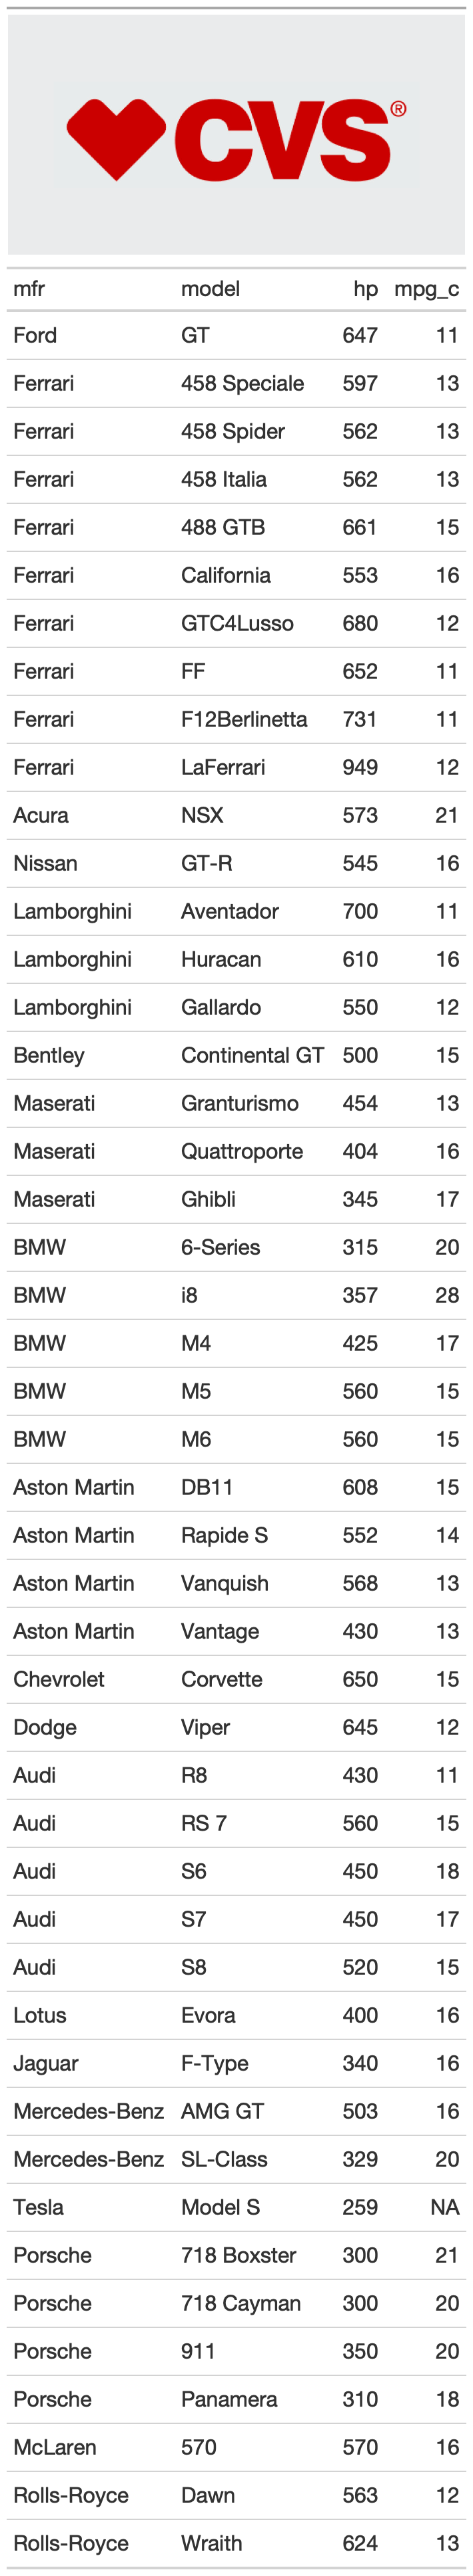 CVS®
mfr model hp mpg_c
Ford GT 647 11
Ferrari 458 Speciale 597 13
Ferrari 458 Spider 562 13
Ferrari 458 Italia 562 13
Ferrari 488 GTB 661 15
Ferrari California 553 16
Ferrari GTC4Lusso 680 12
Ferrari FF 652 11
Ferrari F12Berlinetta 731 11
Ferrari LaFerrari 949 12
Acura NSX 573 21
Nissan GT-R 545 16
Lamborghini Aventador 700 11
Lamborghini Huracan 610 16
Lamborghini Gallardo 550 12
Bentley Continental GT 500 15
Maserati Granturismo 454 13
Maserati Quattroporte 404 16
Maserati Ghibli 345 17
BMW 6-Series 315 20
BMW i8 357 28
BMW M4 425 17
BMW M5 560 15
BMW M6 560 15
Aston Martin DB11 608 15
Aston Martin Rapide S 552 14
Aston Martin Vanquish 568 13
Aston Martin Vantage 430 13
Chevrolet Corvette 650 15
Dodge Viper 645 12
Audi R8 430 11
Audi RS 7 560 15
Audi S6 450 18
Audi S7 450 17
Audi S8 520 15
Lotus Evora 400 16
Jaguar F-Type 340 16
Mercedes-Benz AMG GT 503 16
Mercedes-Benz SL-Class 329 20
Tesla Model S 259 NA
Porsche 718 Boxster 300 21
Porsche 718 Cayman 300 20
Porsche 911 350 20
Porsche Panamera 310 18
McLaren 570 570 16
Rolls-Royce Dawn 563 12
Rolls-Royce Wraith 624 13